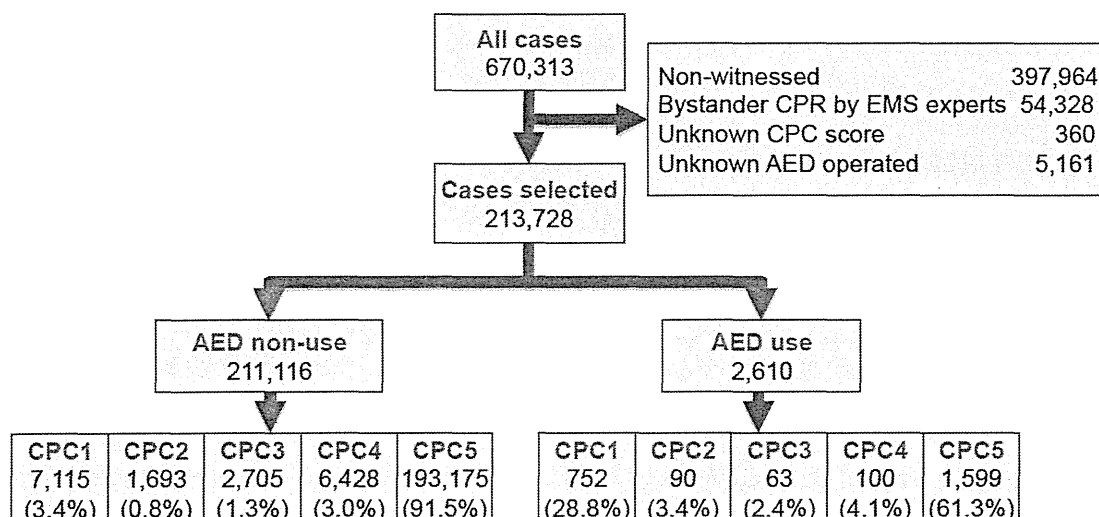 All cases
670,313
Non-witnessed 397,964
Bystander CPR by EMS experts 54,328
Unknown CPC score 360
Unknown AED operated 5,161
Cases selected
213,728
AED non-use
211,116
AED use
2,610
CPC1 CPC2 CPC3 CPC4 CPC5
7,115 1,693 2,705 6,428 193,175
(3.4%) (0.8%) (1.3%) (3.0%) (91.5%)
CPC1 CPC2 CPC3 CPC4 CPC5
752 90 63 100 1,599
(28.8%) (3.4%) (2.4%) (4.1%) (61.3%)